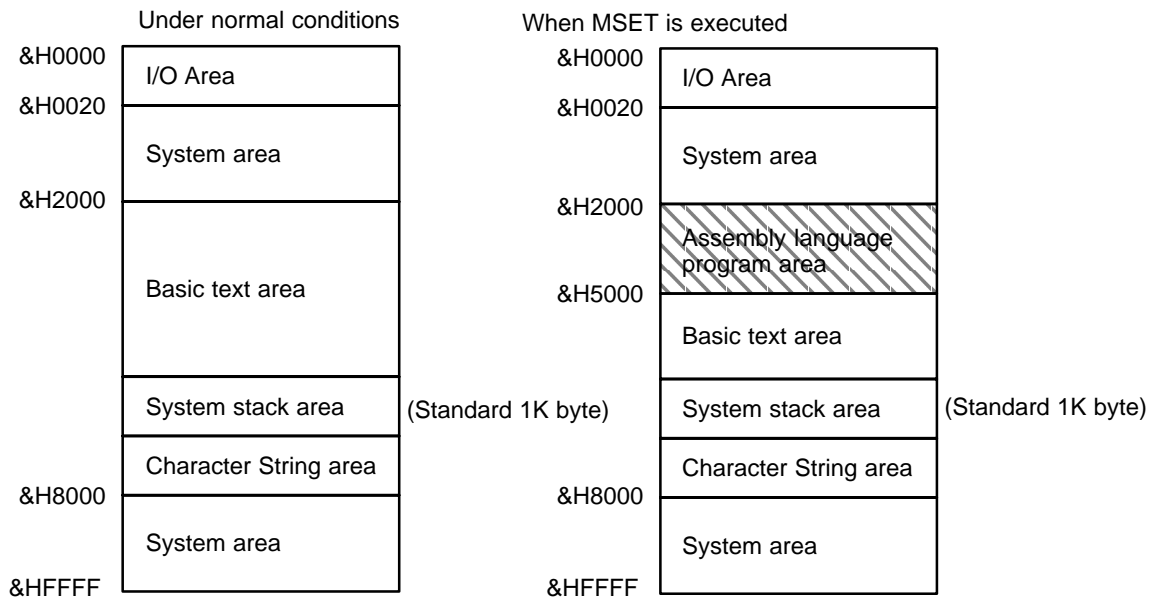 Under normal conditions
&H0000
I/O Area
&H0020
System area
&H2000
Basic text area
System stack area
(Standard 1K byte)
Character String area
&H8000
System area
&HFFFF
When MSET is executed
&H0000
I/O Area
&H0020
System area
&H2000
Assembly language
program area
&H5000
Basic text area
System stack area
(Standard 1K byte)
Character String area
&H8000
System area
&HFFFF